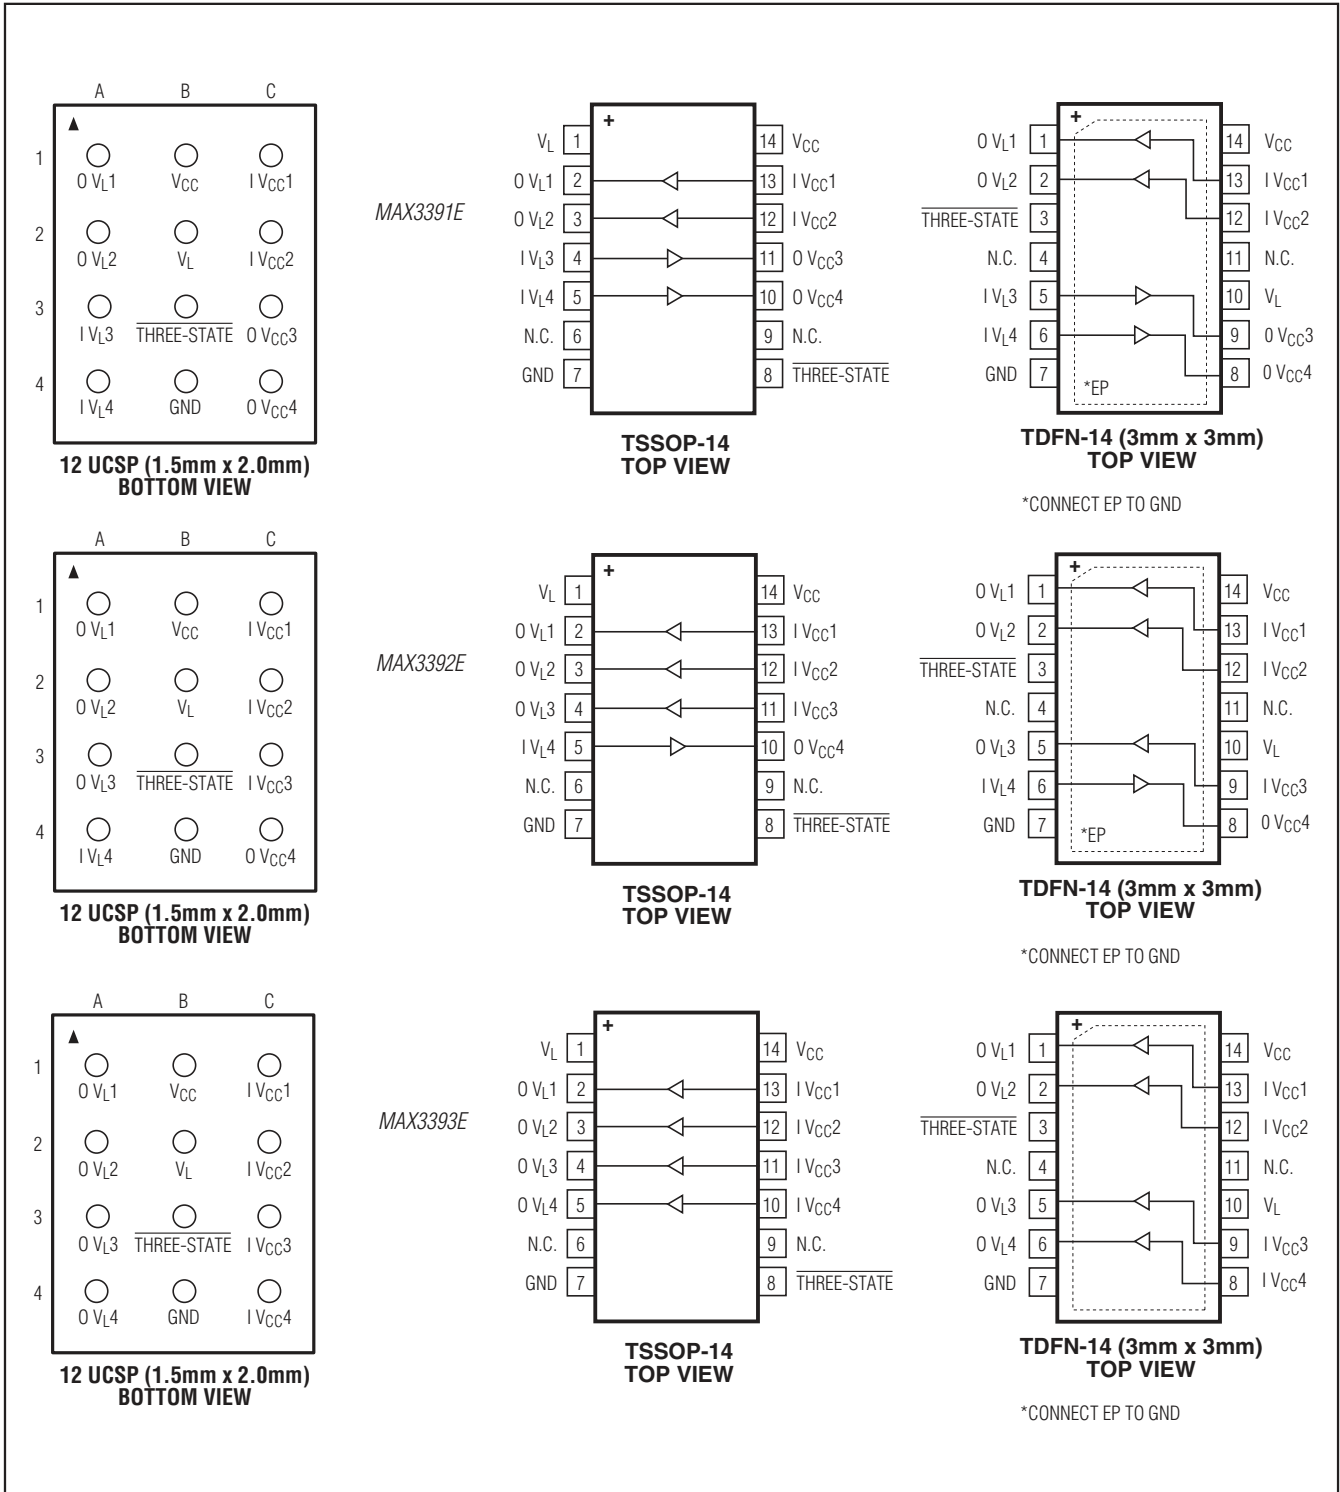 A B C
1 2 3 4
O VL1 VCC I VCC1
O VL2 VL I VCC2
I VL3 THREE-STATE O VCC3
I VL4 GND O VCC4
12 UCSP (1.5mm x 2.0mm)
BOTTOM VIEW
MAX3391E
+
VL 1 14 VCC
O VL1 2 13 I VCC1
O VL2 3 12 I VCC2
I VL3 4 11 O VCC3
I VL4 5 10 O VCC4
N.C. 6 9 N.C.
GND 7 8 THREE-STATE
TSSOP-14
TOP VIEW
+
O VL1 1 14 VCC
O VL2 2 13 I VCC1
THREE-STATE 3 12 I VCC2
N.C. 4 11 N.C.
I VL3 5 10 VL
I VL4 6 9 O VCC3
GND 7 *EP 8 O VCC4
TDFN-14 (3mm x 3mm)
TOP VIEW
*CONNECT EP TO GND
A B C
1 2 3 4
O VL1 VCC I VCC1
O VL2 VL I VCC2
O VL3 THREE-STATE I VCC3
I VL4 GND O VCC4
12 UCSP (1.5mm x 2.0mm)
BOTTOM VIEW
MAX3392E
+
VL 1 14 VCC
O VL1 2 13 I VCC1
O VL2 3 12 I VCC2
O VL3 4 11 I VCC3
I VL4 5 10 O VCC4
N.C. 6 9 N.C.
GND 7 8 THREE-STATE
TSSOP-14
TOP VIEW
+
O VL1 1 14 VCC
O VL2 2 13 I VCC1
THREE-STATE 3 12 I VCC2
N.C. 4 11 N.C.
O VL3 5 10 VL
I VL4 6 9 I VCC3
GND 7 *EP 8 O VCC4
TDFN-14 (3mm x 3mm)
TOP VIEW
*CONNECT EP TO GND
A B C
1 2 3 4
O VL1 VCC I VCC1
O VL2 VL I VCC2
O VL3 THREE-STATE I VCC3
O VL4 GND I VCC4
12 UCSP (1.5mm x 2.0mm)
BOTTOM VIEW
MAX3393E
+
VL 1 14 VCC
O VL1 2 13 I VCC1
O VL2 3 12 I VCC2
O VL3 4 11 I VCC3
O VL4 5 10 I VCC4
N.C. 6 9 N.C.
GND 7 8 THREE-STATE
TSSOP-14
TOP VIEW
+
O VL1 1 14 VCC
O VL2 2 13 I VCC1
THREE-STATE 3 12 I VCC2
N.C. 4 11 N.C.
O VL3 5 10 VL
O VL4 6 9 I VCC3
GND 7 8 I VCC4
TDFN-14 (3mm x 3mm)
TOP VIEW
*CONNECT EP TO GND